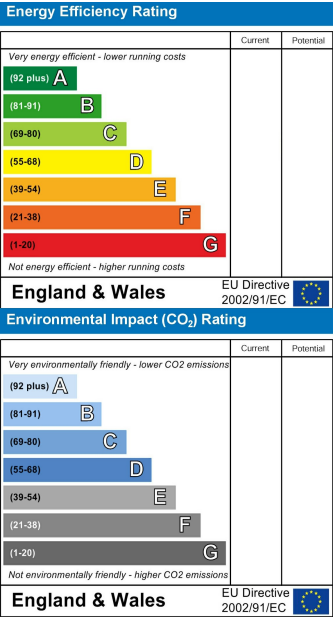 Energy Efficiency Rating
Current Potential
Very energy efficient - lower running costs
(92 plus) A
(81-91) B
(69-80) C
(55-68) D
(39-54) E
(21-38) F
(1-20) G
Not energy efficient - higher running costs
England & Wales
EU Directive
2002/91/EC
Environmental Impact (CO₂) Rating
Current Potential
Very environmentally friendly - lower CO2 emissions
(92 plus) A
(81-91) B
(69-80) C
(55-68) D
(39-54) E
(21-38) F
(1-20) G
Not environmentally friendly - higher CO2 emissions
England & Wales
EU Directive
2002/91/EC